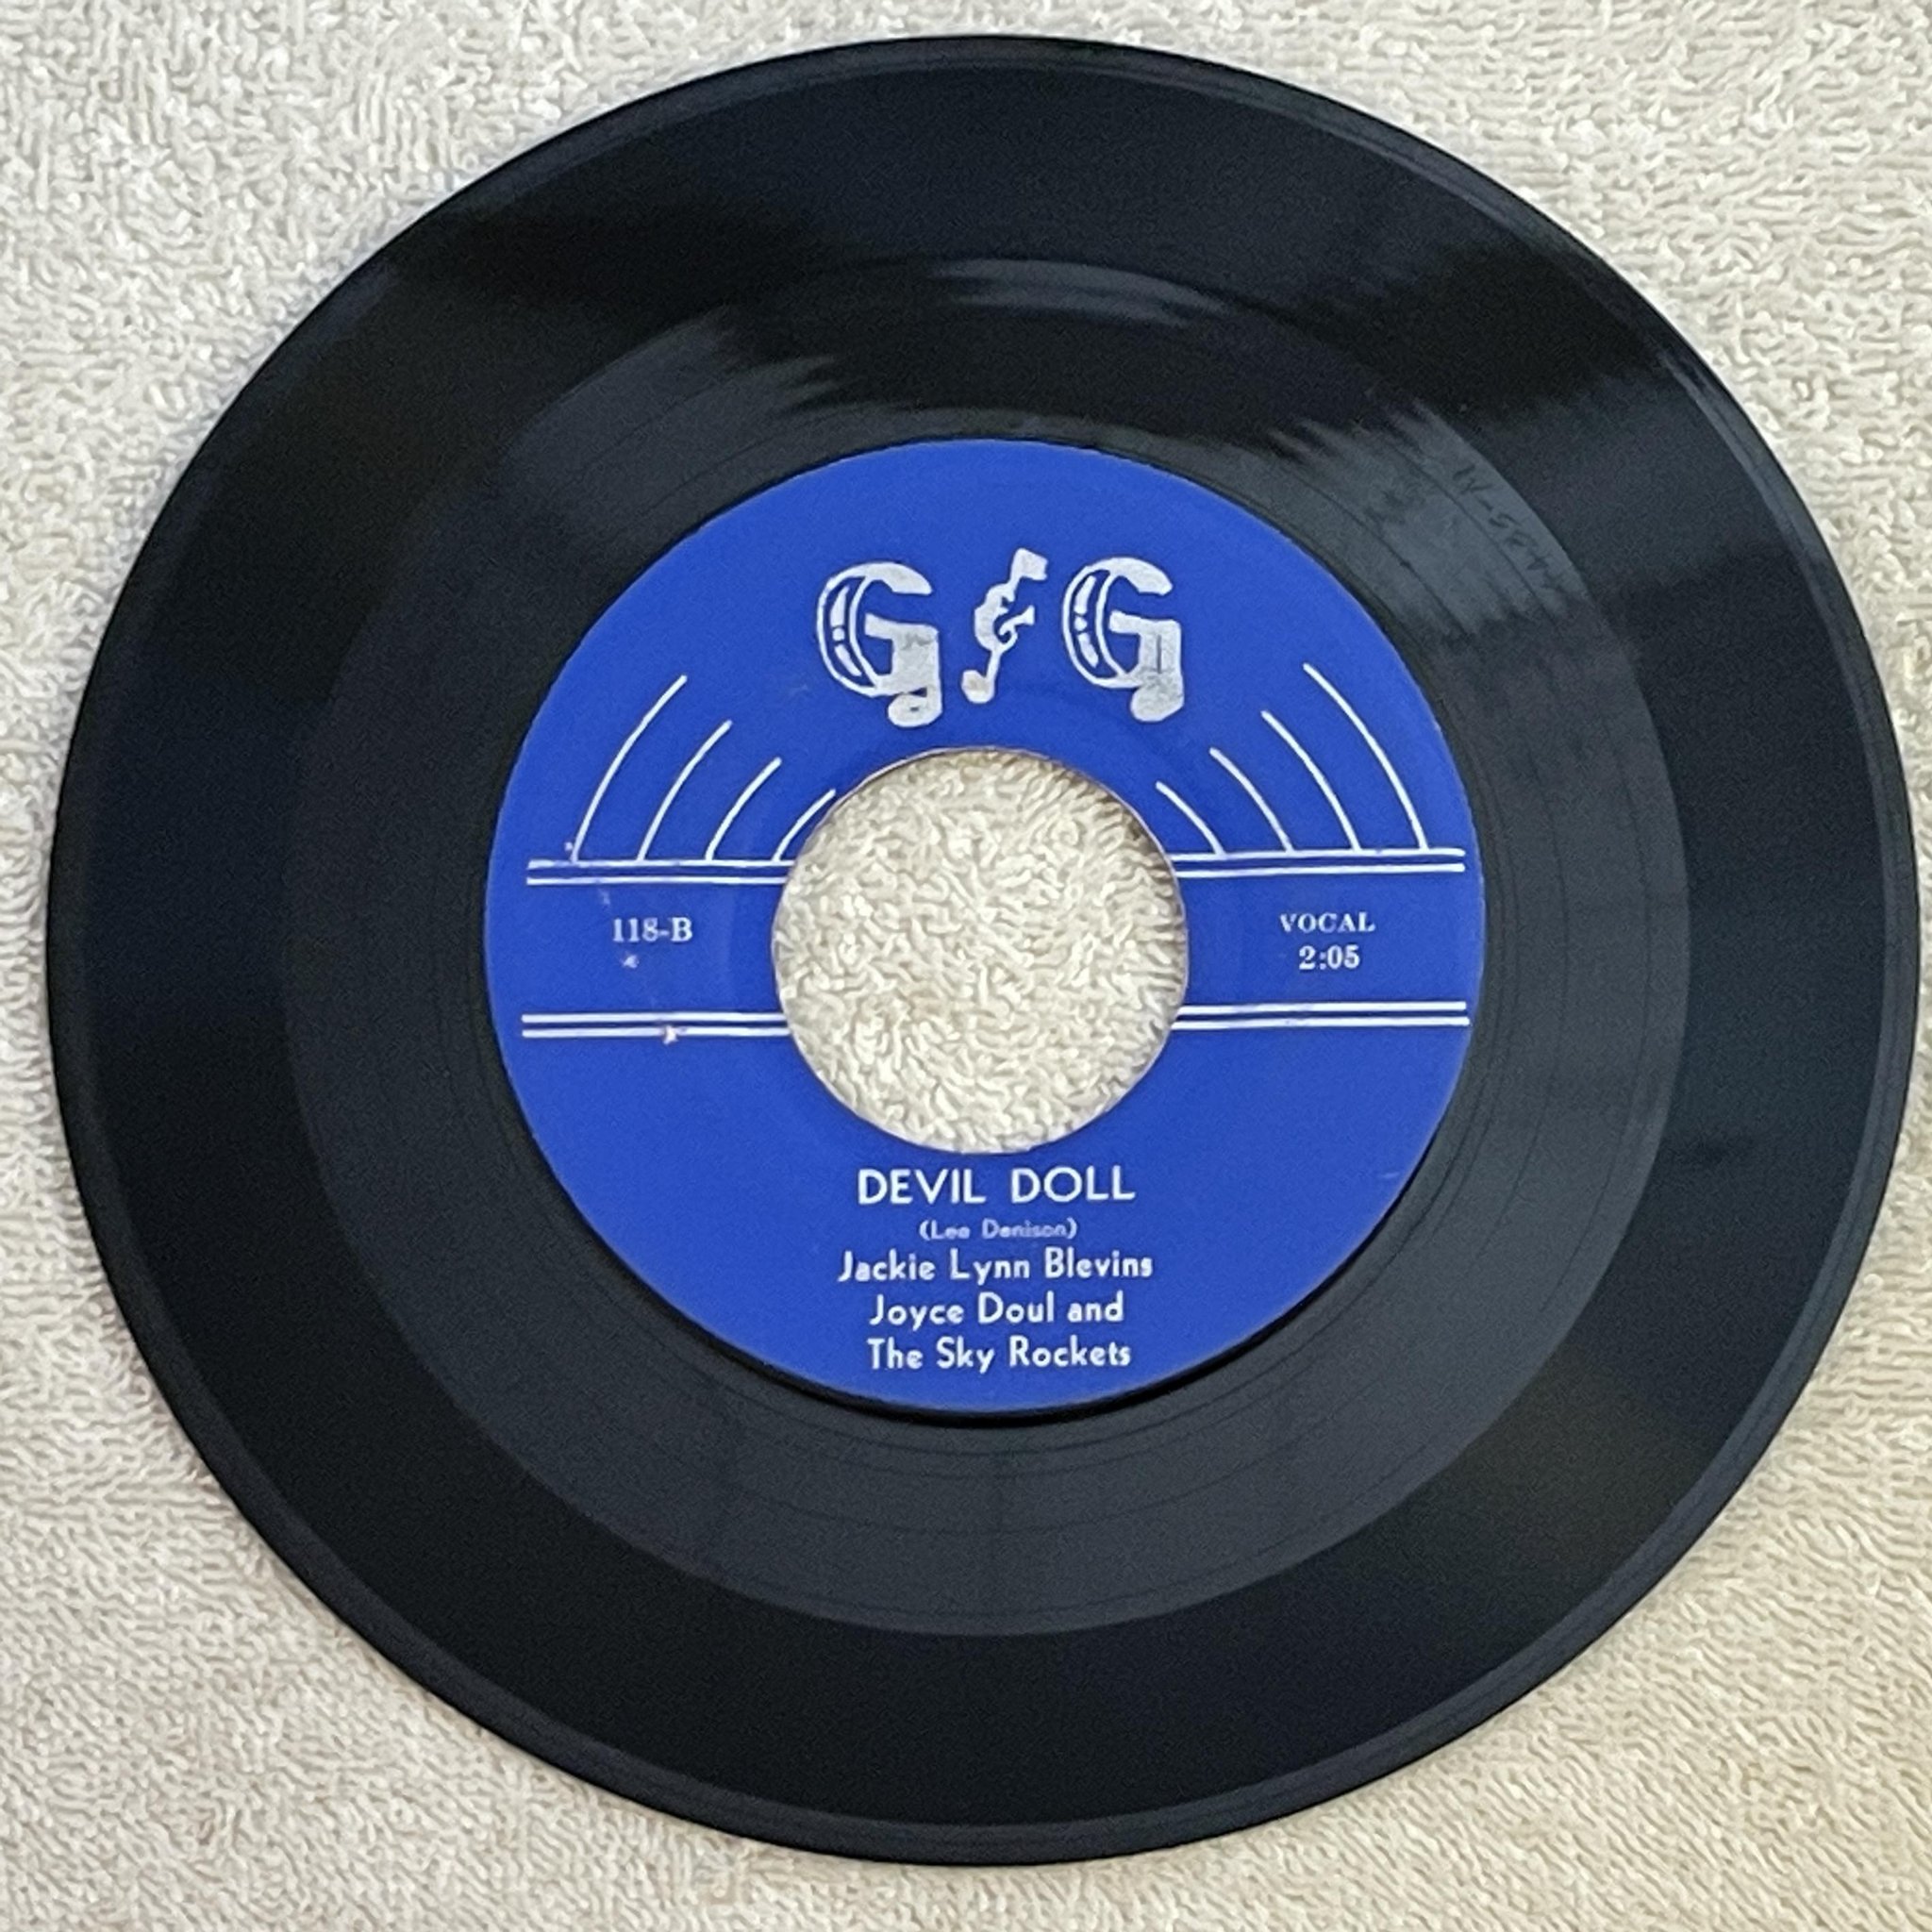 G & G
118-B
VOCAL
2:05
DEVIL DOLL
(Lee Denison)
Jackie Lynn Blevins
Joyce Doul and
The Sky Rockets